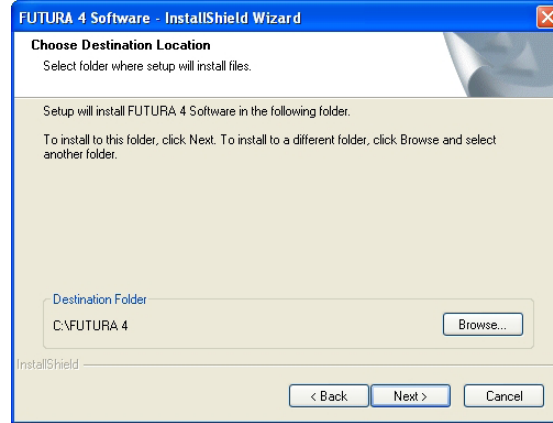 FUTURA 4 Software - InstallShield Wizard
Choose Destination Location
Select folder where setup will install files.
Setup will install FUTURA 4 Software in the following folder.
To install to this folder, click Next. To install to a different folder, click Browse and select
another folder.
Destination Folder
C:\FUTURA 4
Browse...
InstallShield
< Back
Next >
Cancel